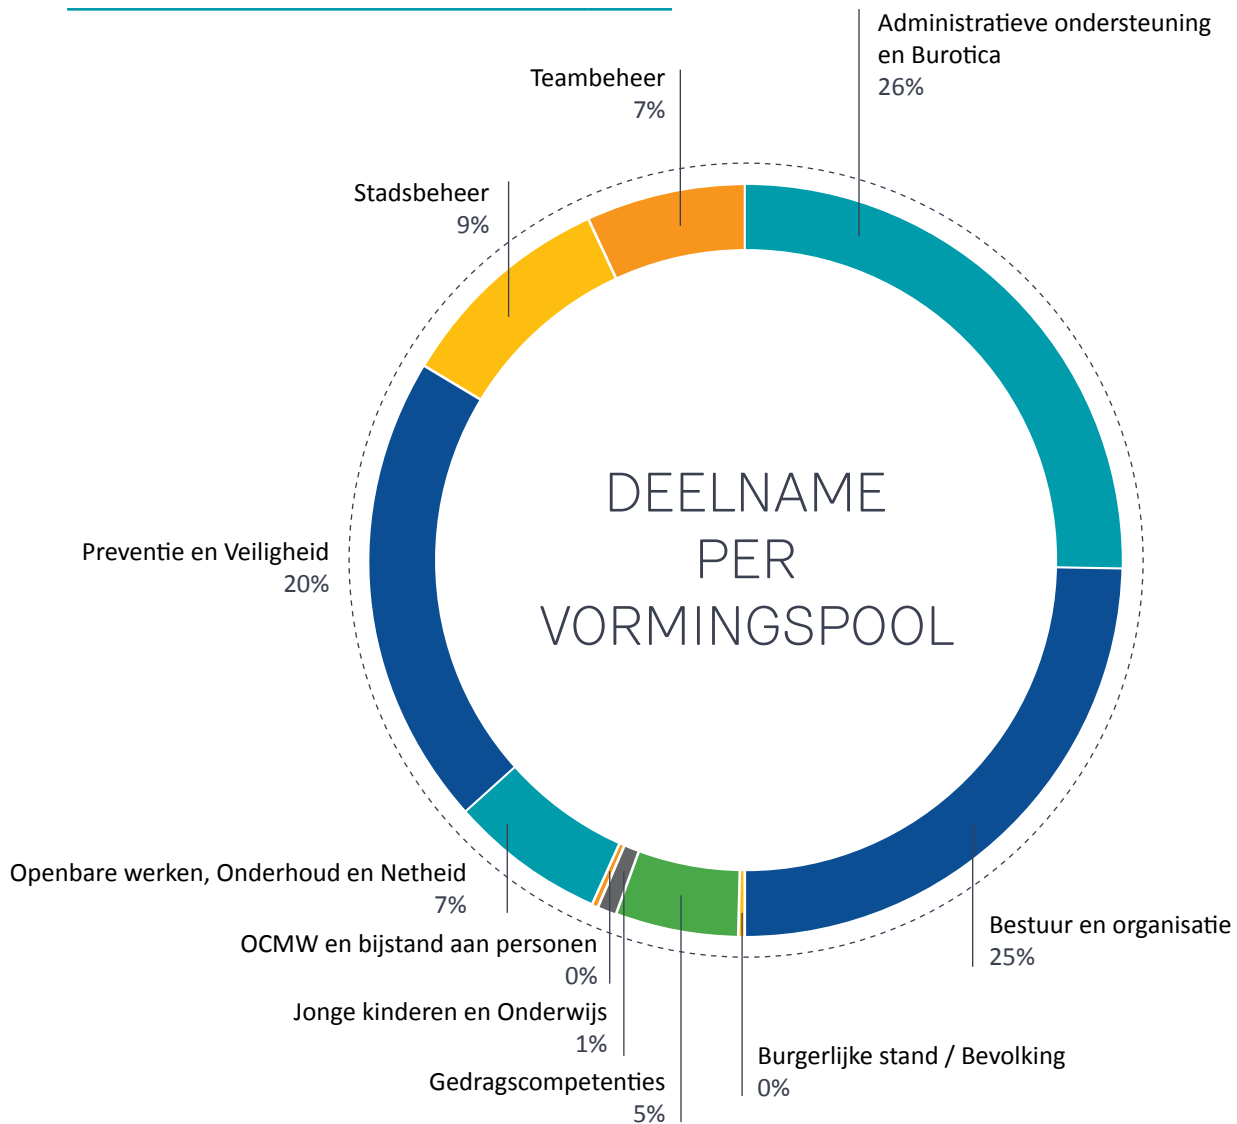 Administratieve ondersteuning
en Burotica
26%
Teambeheer
7%
Stadsbeheer
9%
DEELNAME
PER
VORMINGSPOOL
Preventie en Veiligheid
20%
Openbare werken, Onderhoud en Netheid
7%
OCMW en bijstand aan personen
0%
Jonge kinderen en Onderwijs
1%
Gedragscompetenties
5%
Burgerlijke stand / Bevolking
0%
Bestuur en organisatie
25%